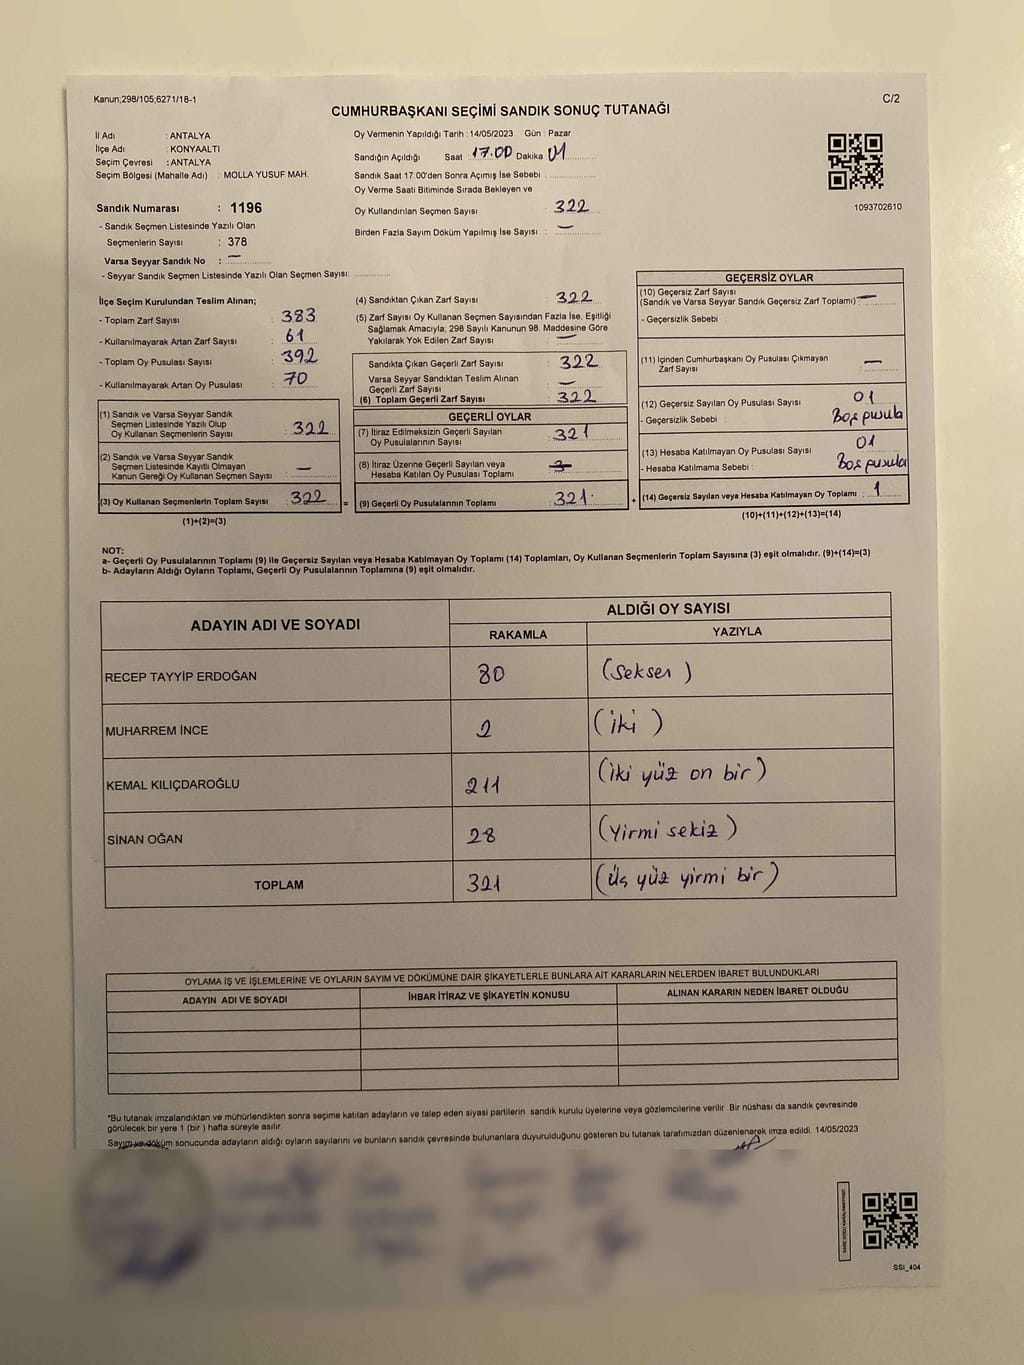 Kanun;298/105,6271/18-1
C/2
CUMHURBAŞKANI SEÇİMİ SANDIK SONUÇ TUTANAĞI
İl Adı : ANTALYA
İlçe Adı : KONYAALTI
Seçim Çevresi : ANTALYA
Seçim Bölgesi (Mahalle Adı) : MOLLA YUSUF MAH.
Sandık Numarası : 1196
- Sandık Seçmen Listesinde Yazılı Olan
Seçmenlerin Sayısı : 378
Varsa Seyyar Sandık No : —
- Seyyar Sandık Seçmen Listesinde Yazılı Olan Seçmen Sayısı:
Oy Vermenin Yapıldığı Tarih : 14/05/2023 Gün : Pazar
Sandığın Açıldığı Saat 17.00 Dakika 01
Sandık Saat 17:00'den Sonra Açımış İse Sebebi :
Oy Verme Saati Bitiminde Sırada Bekleyen ve
Oy Kullandırılan Seçmen Sayısı : 322
Birden Fazla Sayım Döküm Yapılmış İse Sayısı : —
1093702610
İlçe Seçim Kurulundan Teslim Alınan;
- Toplam Zarf Sayısı : 383
- Kullanılmayarak Artan Zarf Sayısı : 61
- Toplam Oy Pusulası Sayısı : 392
- Kullanılmayarak Artan Oy Pusulası : 70
(1) Sandık ve Varsa Seyyar Sandık
Seçmen Listesinde Yazılı Olup
Oy Kullanan Seçmenlerin Sayısı : 322
(2) Sandık ve Varsa Seyyar Sandık
Seçmen Listesinde Kayıtlı Olmayan
Kanun Gereği Oy Kullanan Seçmen Sayısı : —
(3) Oy Kullanan Seçmenlerin Toplam Sayısı : 322 =
(1)+(2)=(3)
(4) Sandıktan Çıkan Zarf Sayısı : 322
(5) Zarf Sayısı Oy Kullanan Seçmen Sayısından Fazla İse, Eşitliği
Sağlamak Amacıyla; 298 Sayılı Kanunun 98. Maddesine Göre
Yakılarak Yok Edilen Zarf Sayısı : —
Sandıkta Çıkan Geçerli Zarf Sayısı : 322
Varsa Seyyar Sandıktan Teslim Alınan
Geçerli Zarf Sayısı : —
(6) Toplam Geçerli Zarf Sayısı : 322
GEÇERLİ OYLAR
(7) İtiraz Edilmeksizin Geçerli Sayılan
Oy Pusulalarının Sayısı : 321
(8) İtiraz Üzerine Geçerli Sayılan veya
Hesaba Katılan Oy Pusulası Toplamı : —
(9) Geçerli Oy Pusulalarının Toplamı : 321 +
GEÇERSİZ OYLAR
(10) Geçersiz Zarf Sayısı
(Sandık ve Varsa Seyyar Sandık Geçersiz Zarf Toplamı) : —
- Geçersizlik Sebebi :
(11) İçinden Cumhurbaşkanı Oy Pusulası Çıkmayan
Zarf Sayısı : —
(12) Geçersiz Sayılan Oy Pusulası Sayısı : 01
- Geçersizlik Sebebi : Boş pusula
(13) Hesaba Katılmayan Oy Pusulası Sayısı : 01
- Hesaba Katılmama Sebebi : Boş pusula
(14) Geçersiz Sayılan veya Hesaba Katılmayan Oy Toplamı : 1
(10)+(11)+(12)+(13)=(14)
NOT:
a- Geçerli Oy Pusulalarının Toplamı (9) ile Geçersiz Sayılan veya Hesaba Katılmayan Oy Toplamı (14) Toplamları, Oy Kullanan Seçmenlerin Toplam Sayısına (3) eşit olmalıdır. (9)+(14)=(3)
b- Adayların Aldığı Oyların Toplamı, Geçerli Oy Pusulalarının Toplamına (9) eşit olmalıdır.
ADAYIN ADI VE SOYADI
ALDIĞI OY SAYISI
RAKAMLA YAZIYLA
RECEP TAYYİP ERDOĞAN 80 (Seksen)
MUHARREM İNCE 2 (iki)
KEMAL KILIÇDAROĞLU 211 (iki yüz on bir)
SİNAN OĞAN 28 (Yirmi sekiz)
TOPLAM 321 (Üç yüz yirmi bir)
OYLAMA İŞ VE İŞLEMLERİNE VE OYLARIN SAYIM VE DÖKÜMÜNE DAİR ŞİKAYETLERLE BUNLARA AİT KARARLARIN NELERDEN İBARET BULUNDUKLARI
ADAYIN ADI VE SOYADI İHBAR İTİRAZ VE ŞİKAYETİN KONUSU ALINAN KARARIN NEDEN İBARET OLDUĞU
*Bu tutanak imzalandıktan ve mühürlendikten sonra seçime katılan adayların ve talep eden siyasi partilerin sandık kurulu üyelerine veya gözlemcilerine verilir. Bir nüshası da sandık çevresinde
görülecek bir yere 1 (bir) hafta süreyle asılır.
Sayım ve döküm sonucunda adayların aldığı oyların sayılarını ve bunların sandık çevresinde bulunanlara duyurulduğunu gösteren bu tutanak tarafımızdan düzenlenerek imza edildi. 14/05/2023
SSI_404